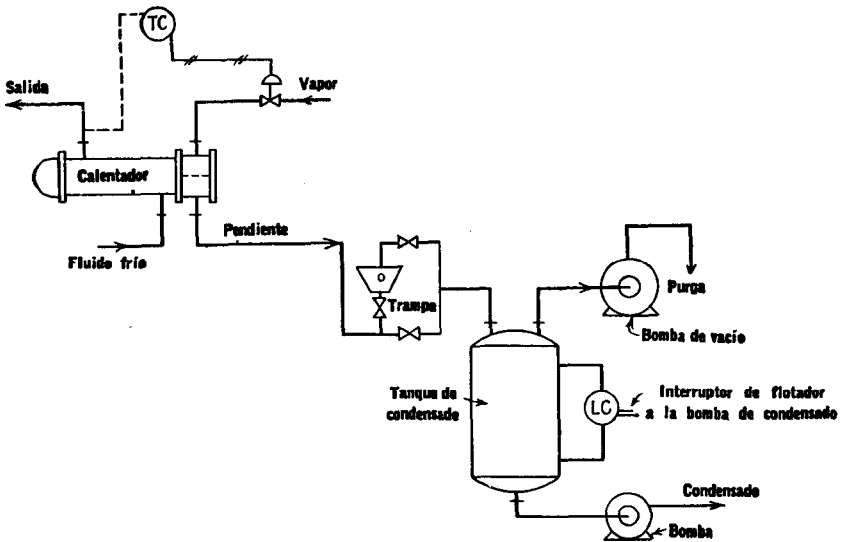 TC
Salida
Vapor
Calentador
Pendiente
Fluido frío
Trampa
Purga
Bomba de vacío
Tanque de
condensado
LC
Interruptor de flotador
a la bomba de condensado
Condensado
Bomba